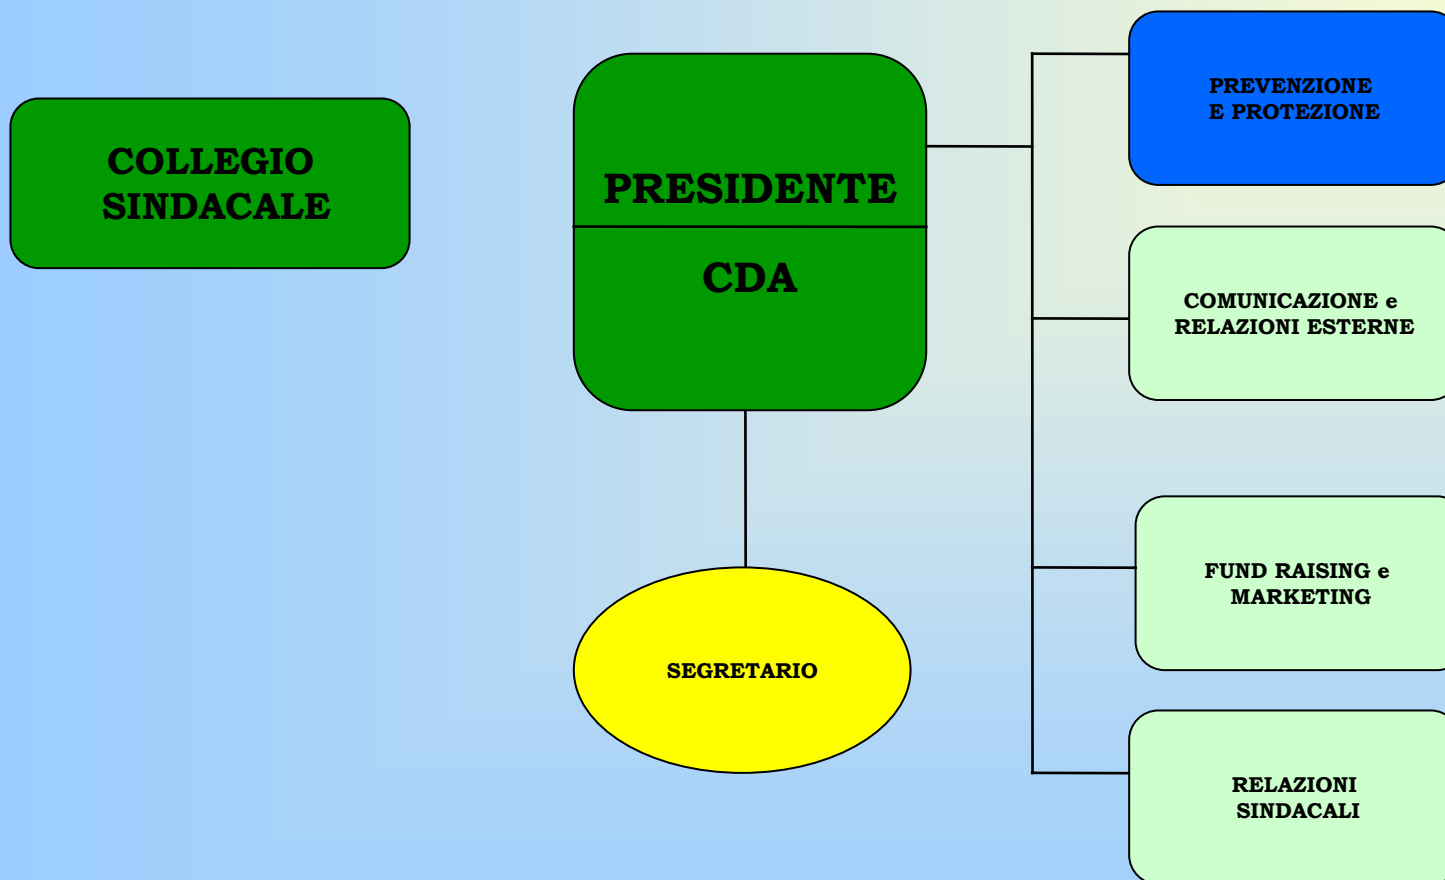 COLLEGIO
SINDACALE
PRESIDENTE
CDA
SEGRETARIO
PREVENZIONE
E PROTEZIONE
COMUNICAZIONE e
RELAZIONI ESTERNE
FUND RAISING e
MARKETING
RELAZIONI
SINDACALI